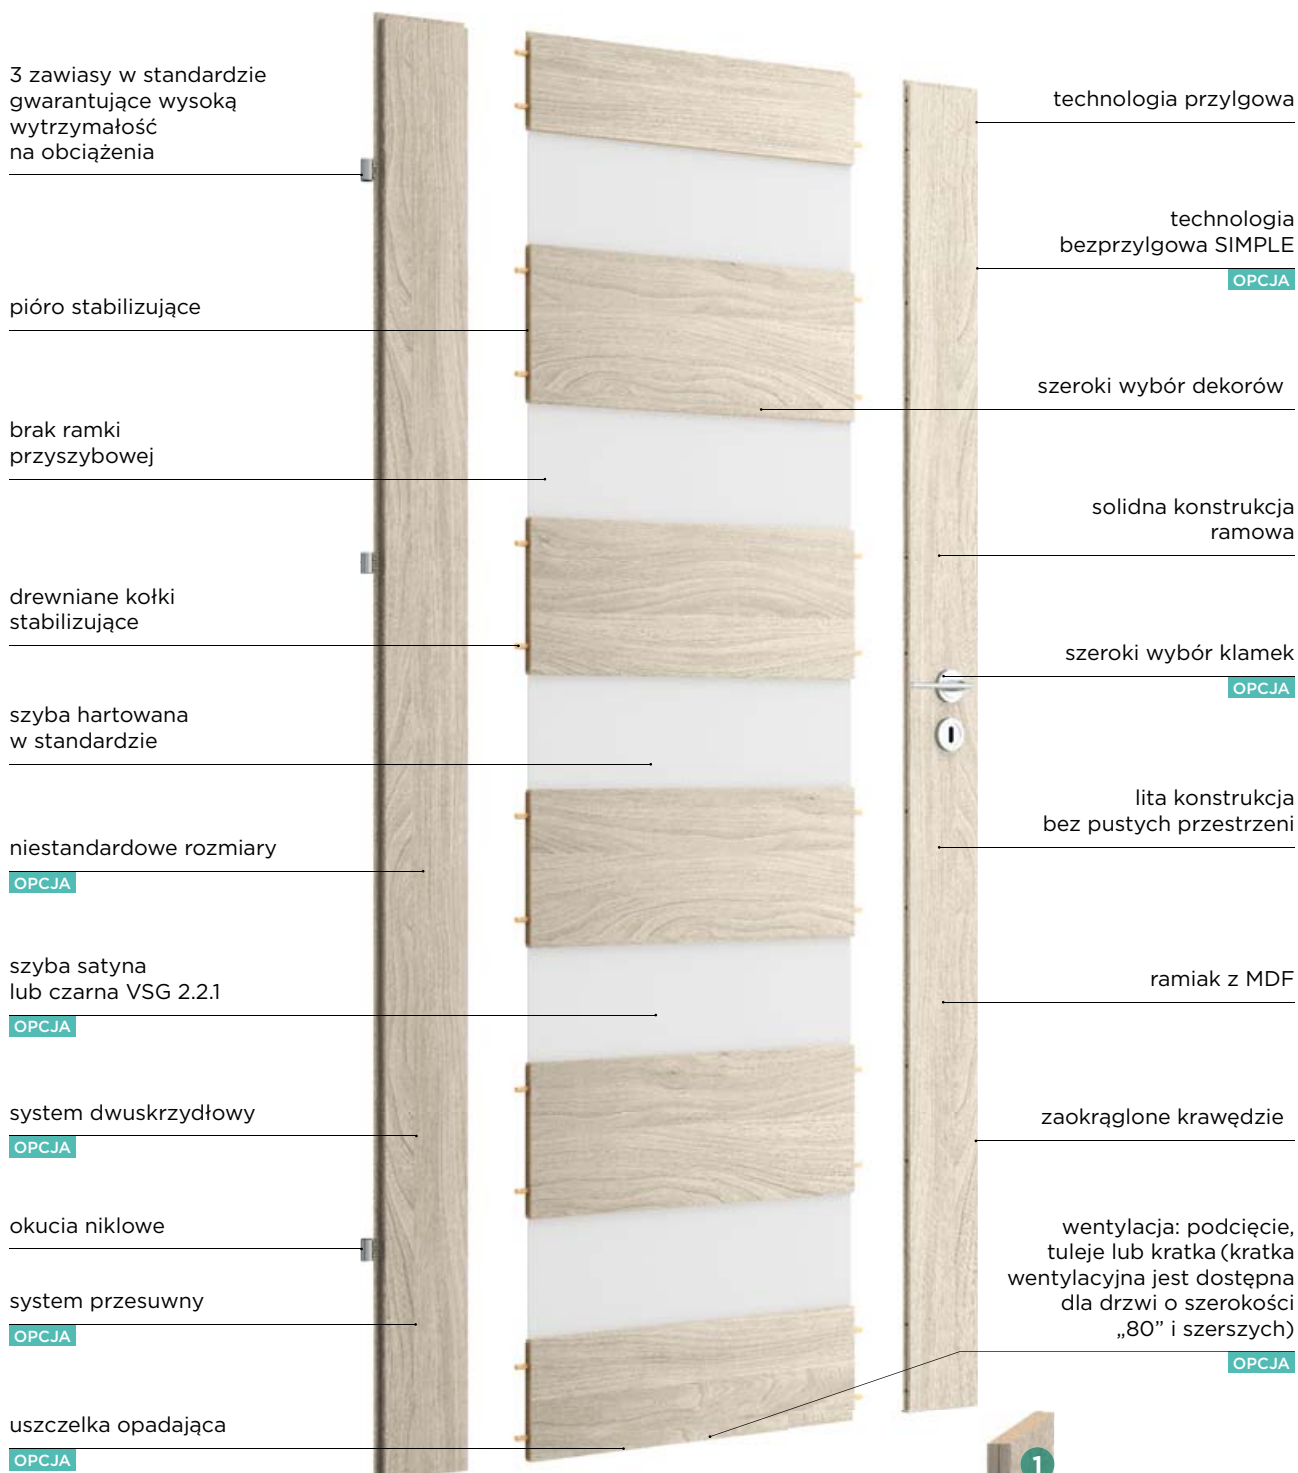 3 zawiasy w standardzie
gwarantujące wysoką
wytrzymałość
na obciążenia
pióro stabilizujące
brak ramki
przyszybowej
drewniane kołki
stabilizujące
szyba hartowana
w standardzie
niestandardowe rozmiary
OPCJA
szyba satyna
lub czarna VSG 2.2.1
OPCJA
system dwuskrzydłowy
OPCJA
okucia niklowe
system przesuwny
OPCJA
uszczelka opadająca
OPCJA
technologia przylgowa
technologia
bezprzylgowa SIMPLE
OPCJA
szeroki wybór dekorów
solidna konstrukcja
ramowa
szeroki wybór klamek
OPCJA
lita konstrukcja
bez pustych przestrzeni
ramiak z MDF
zaokrąglone krawędzie
wentylacja: podcięcie,
tuleje lub kratka (kratka
wentylacyjna jest dostępna
dla drzwi o szerokości
„80” i szerszych)
OPCJA
1